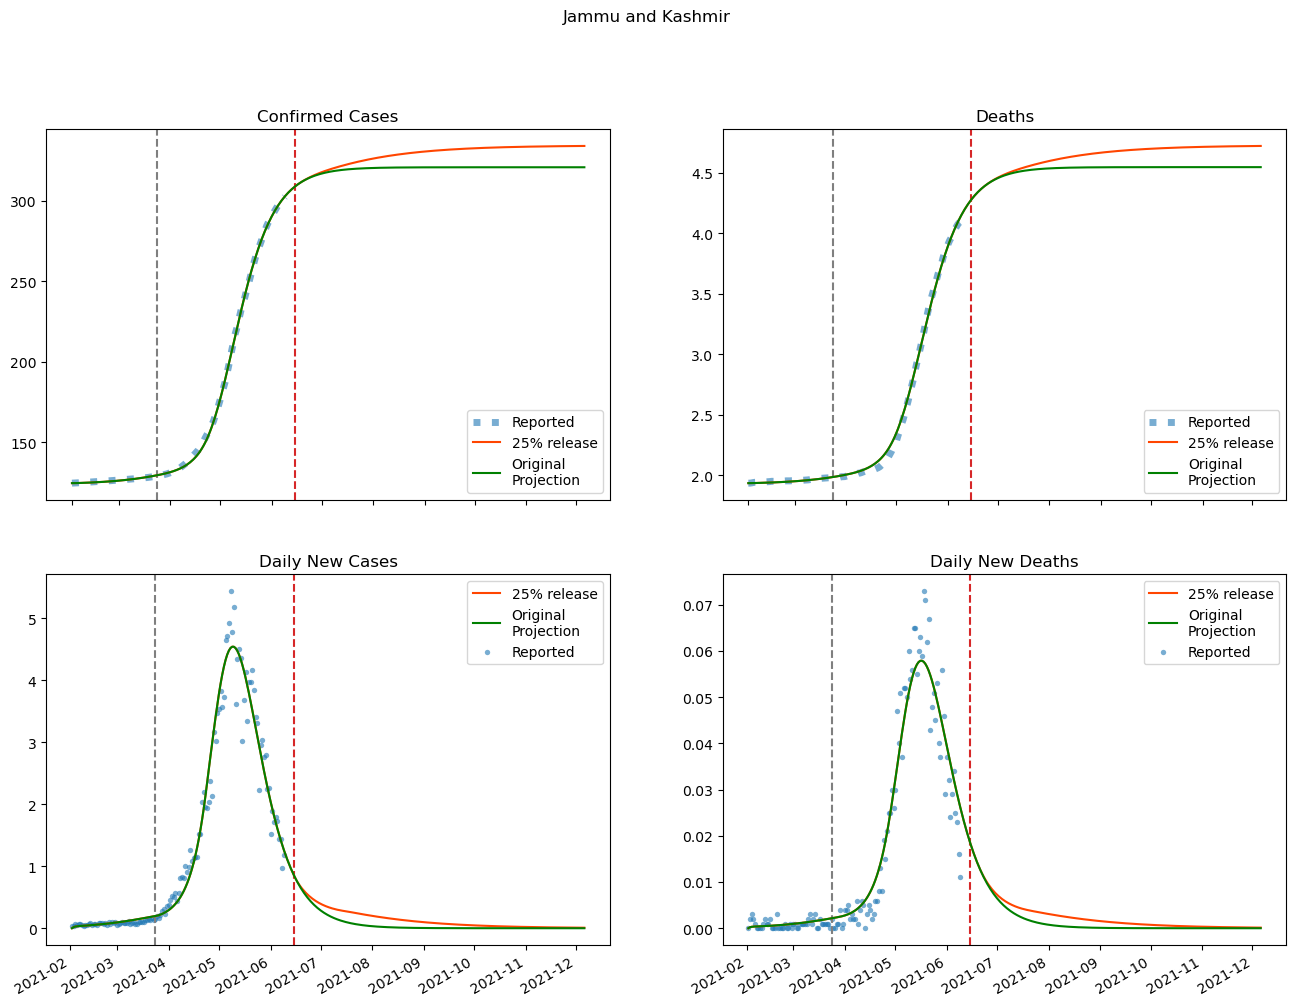 Jammu and Kashmir
Confirmed Cases
300
250
200
150
Reported
25% release
Original
Projection
Deaths
4.5
4.0
3.5
3.0
2.5
2.0
Reported
25% release
Original
Projection
Daily New Cases
5
4
3
2
1
0
25% release
Original
Projection
Reported
2021-02
2021-03
2021-04
2021-05
2021-06
2021-07
2021-08
2021-09
2021-10
2021-11
2021-12
Daily New Deaths
0.07
0.06
0.05
0.04
0.03
0.02
0.01
0.00
25% release
Original
Projection
Reported
2021-02
2021-03
2021-04
2021-05
2021-06
2021-07
2021-08
2021-09
2021-10
2021-11
2021-12